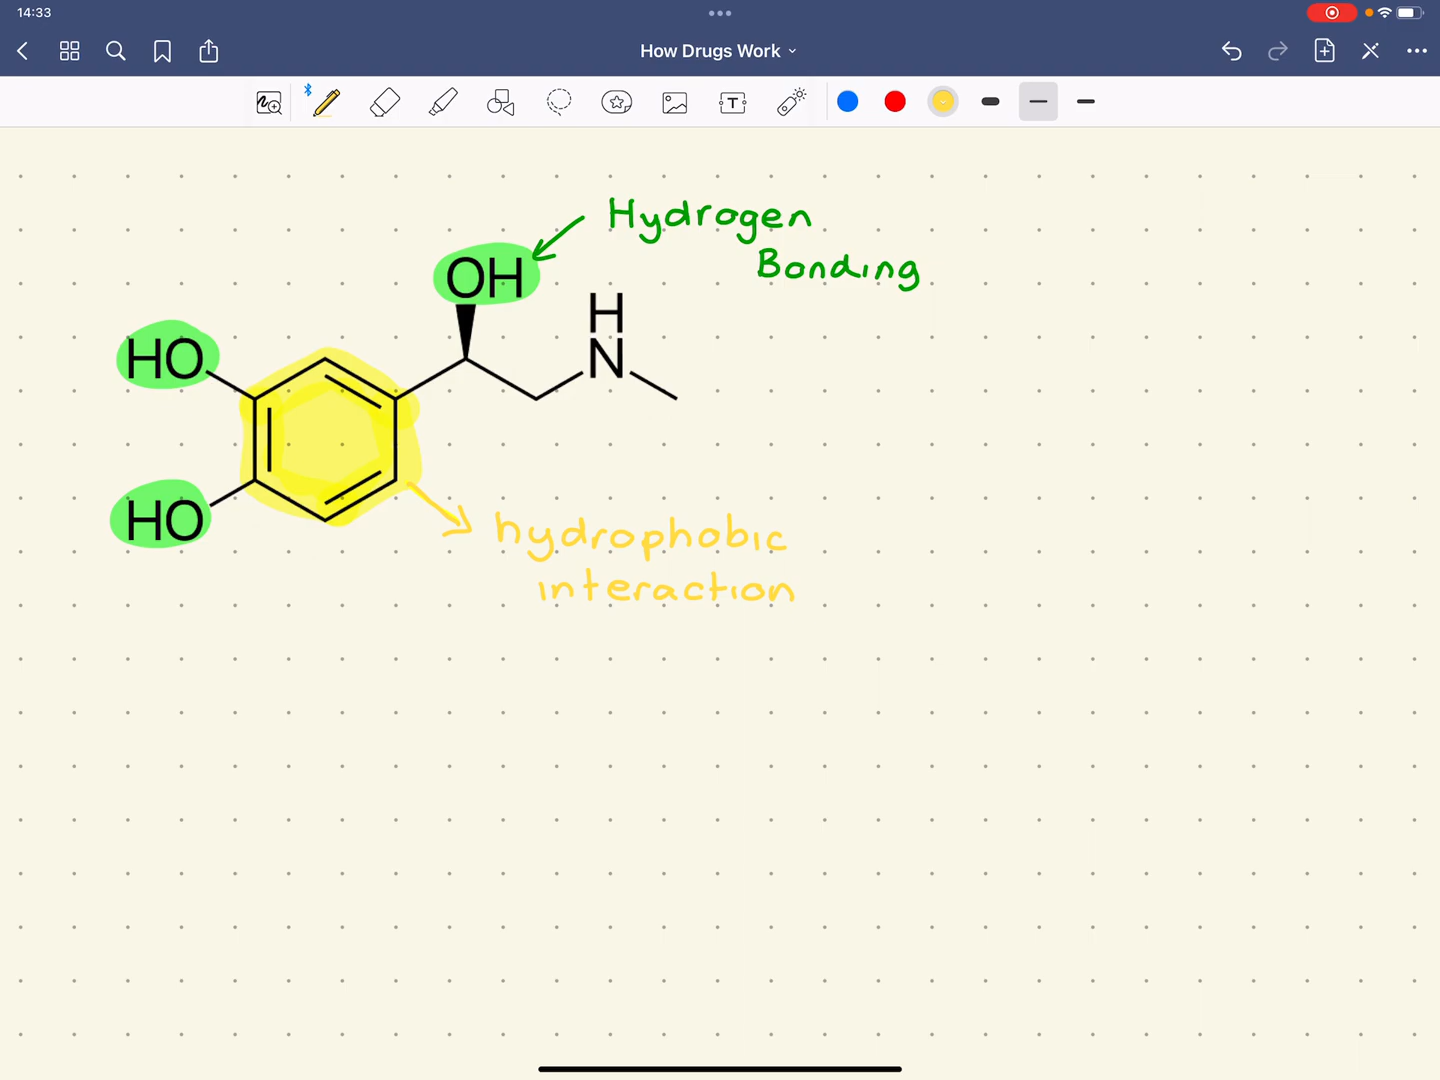 14:33
How Drugs Work
T
Hydrogen
Bonding
OH
H
N
HO
HO
hydrophobic
interaction